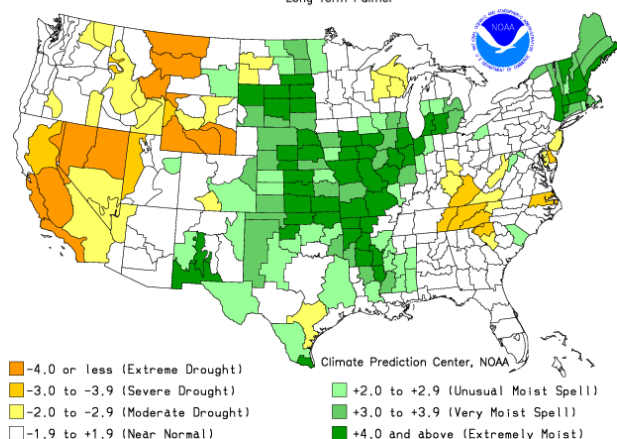 Long Term Palmer
NOAA
Climate Prediction Center, NOAA
-4.0 or less (Extreme Drought)
-3.0 to -3.9 (Severe Drought)
-2.0 to -2.9 (Moderate Drought)
-1.9 to +1.9 (Near Normal)
+2.0 to +2.9 (Unusual Moist Spell)
+3.0 to +3.9 (Very Moist Spell)
+4.0 and above (Extremely Moist)